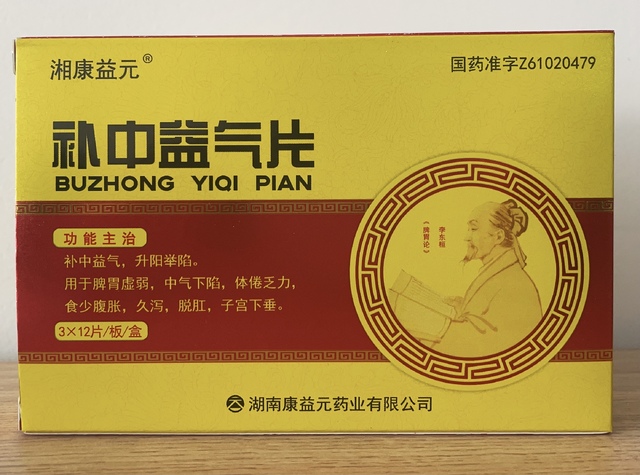 湘康益元®
国药准字Z61020479
补中益气片
BUZHONG YIQI PIAN
功能主治
补中益气，升阳举陷。
用于脾胃虚弱，中气下陷，体倦乏力，
食少腹胀，久泻，脱肛，子宫下垂。
3×12片/板/盒
李东垣
《脾胃论》
湖南康益元药业有限公司